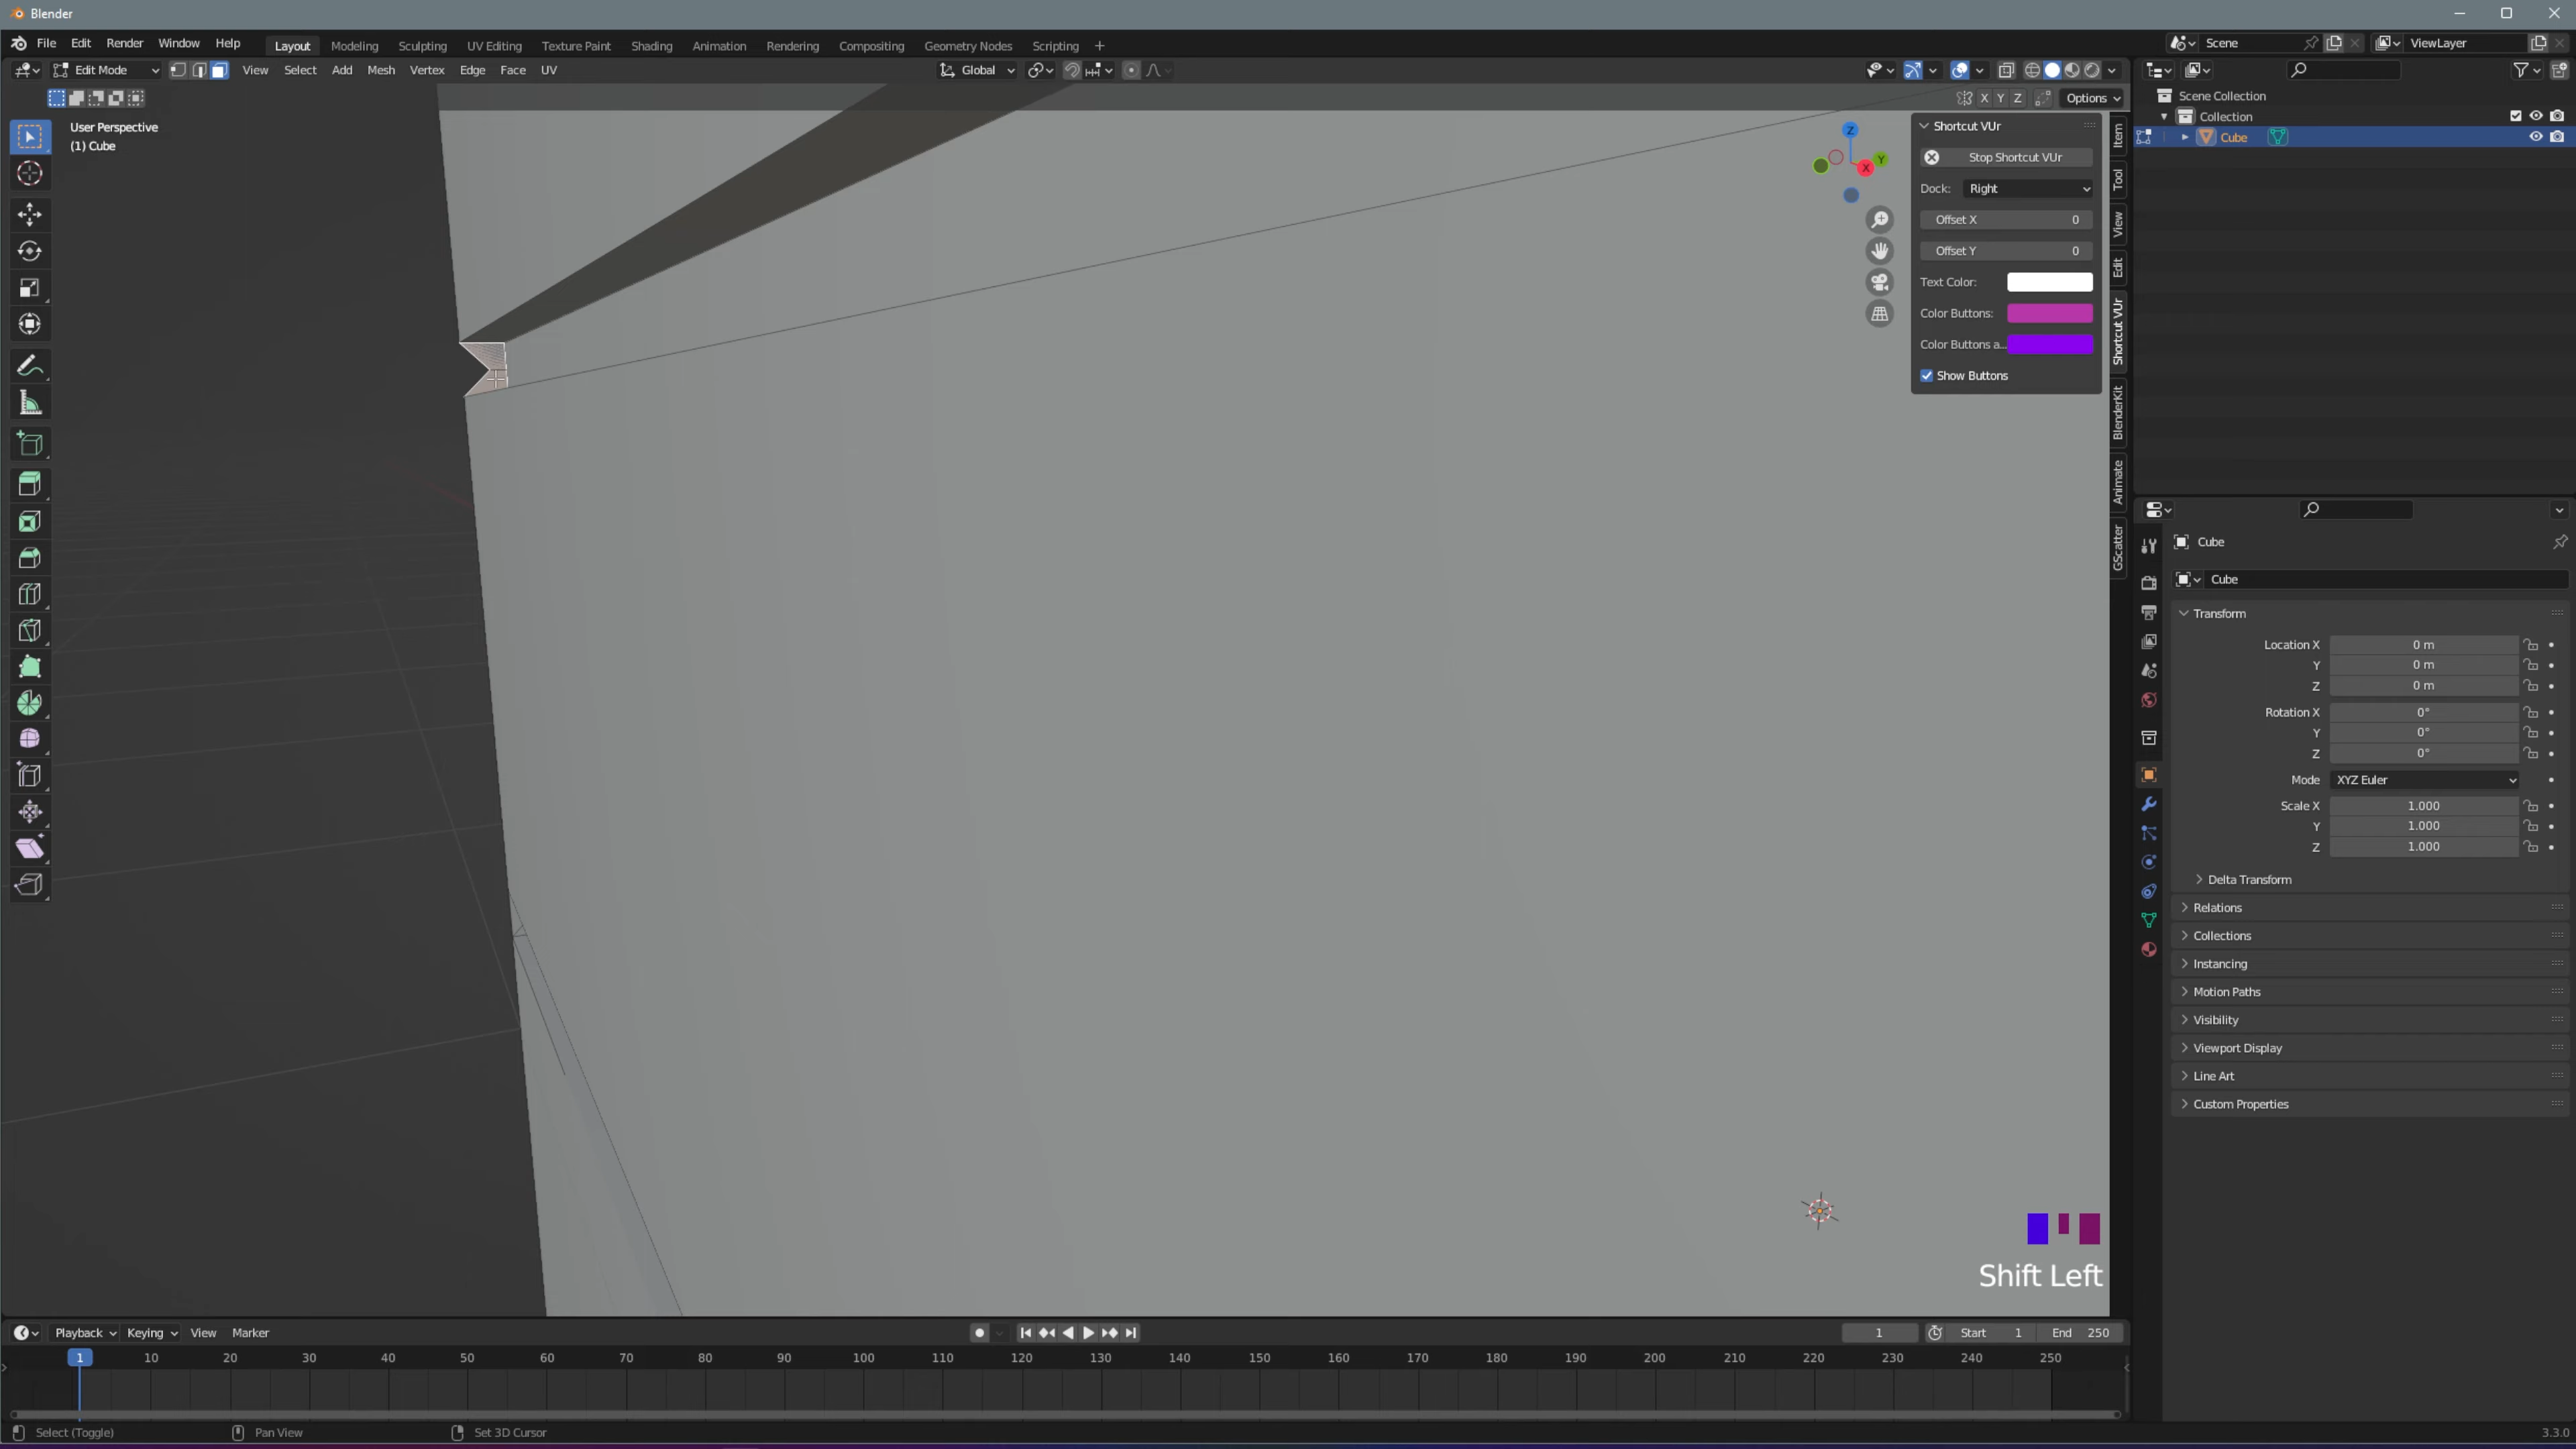 Blender
File Edit Render Window Help Layout Modeling Sculpting UV Editing Texture Paint Shading Animation Rendering Compositing Geometry Nodes Scripting + Scene ViewLayer
Edit Mode View Select Add Mesh Vertex Edge Face UV Global
X Y Z Options
User Perspective
(1) Cube
Z
Y
X
Shortcut VUr
Stop Shortcut VUr
Dock: Right
Offset X 0
Offset Y 0
Text Color:
Color Buttons:
Color Buttons a...
Show Buttons
Item
Tool
View
Edit
Shortcut VUr
BlenderKit
Animate
GScatter
Scene Collection
Collection
Cube
Cube
Cube
Transform
Location X 0 m
Y 0 m
Z 0 m
Rotation X 0°
Y 0°
Z 0°
Mode XYZ Euler
Scale X 1.000
Y 1.000
Z 1.000
Delta Transform
Relations
Collections
Instancing
Motion Paths
Visibility
Viewport Display
Line Art
Custom Properties
Shift Left
Playback Keying View Marker 1 Start 1 End 250
1 10 20 30 40 50 60 70 80 90 100 110 120 130 140 150 160 170 180 190 200 210 220 230 240 250
Select (Toggle) Pan View Set 3D Cursor 3.3.0